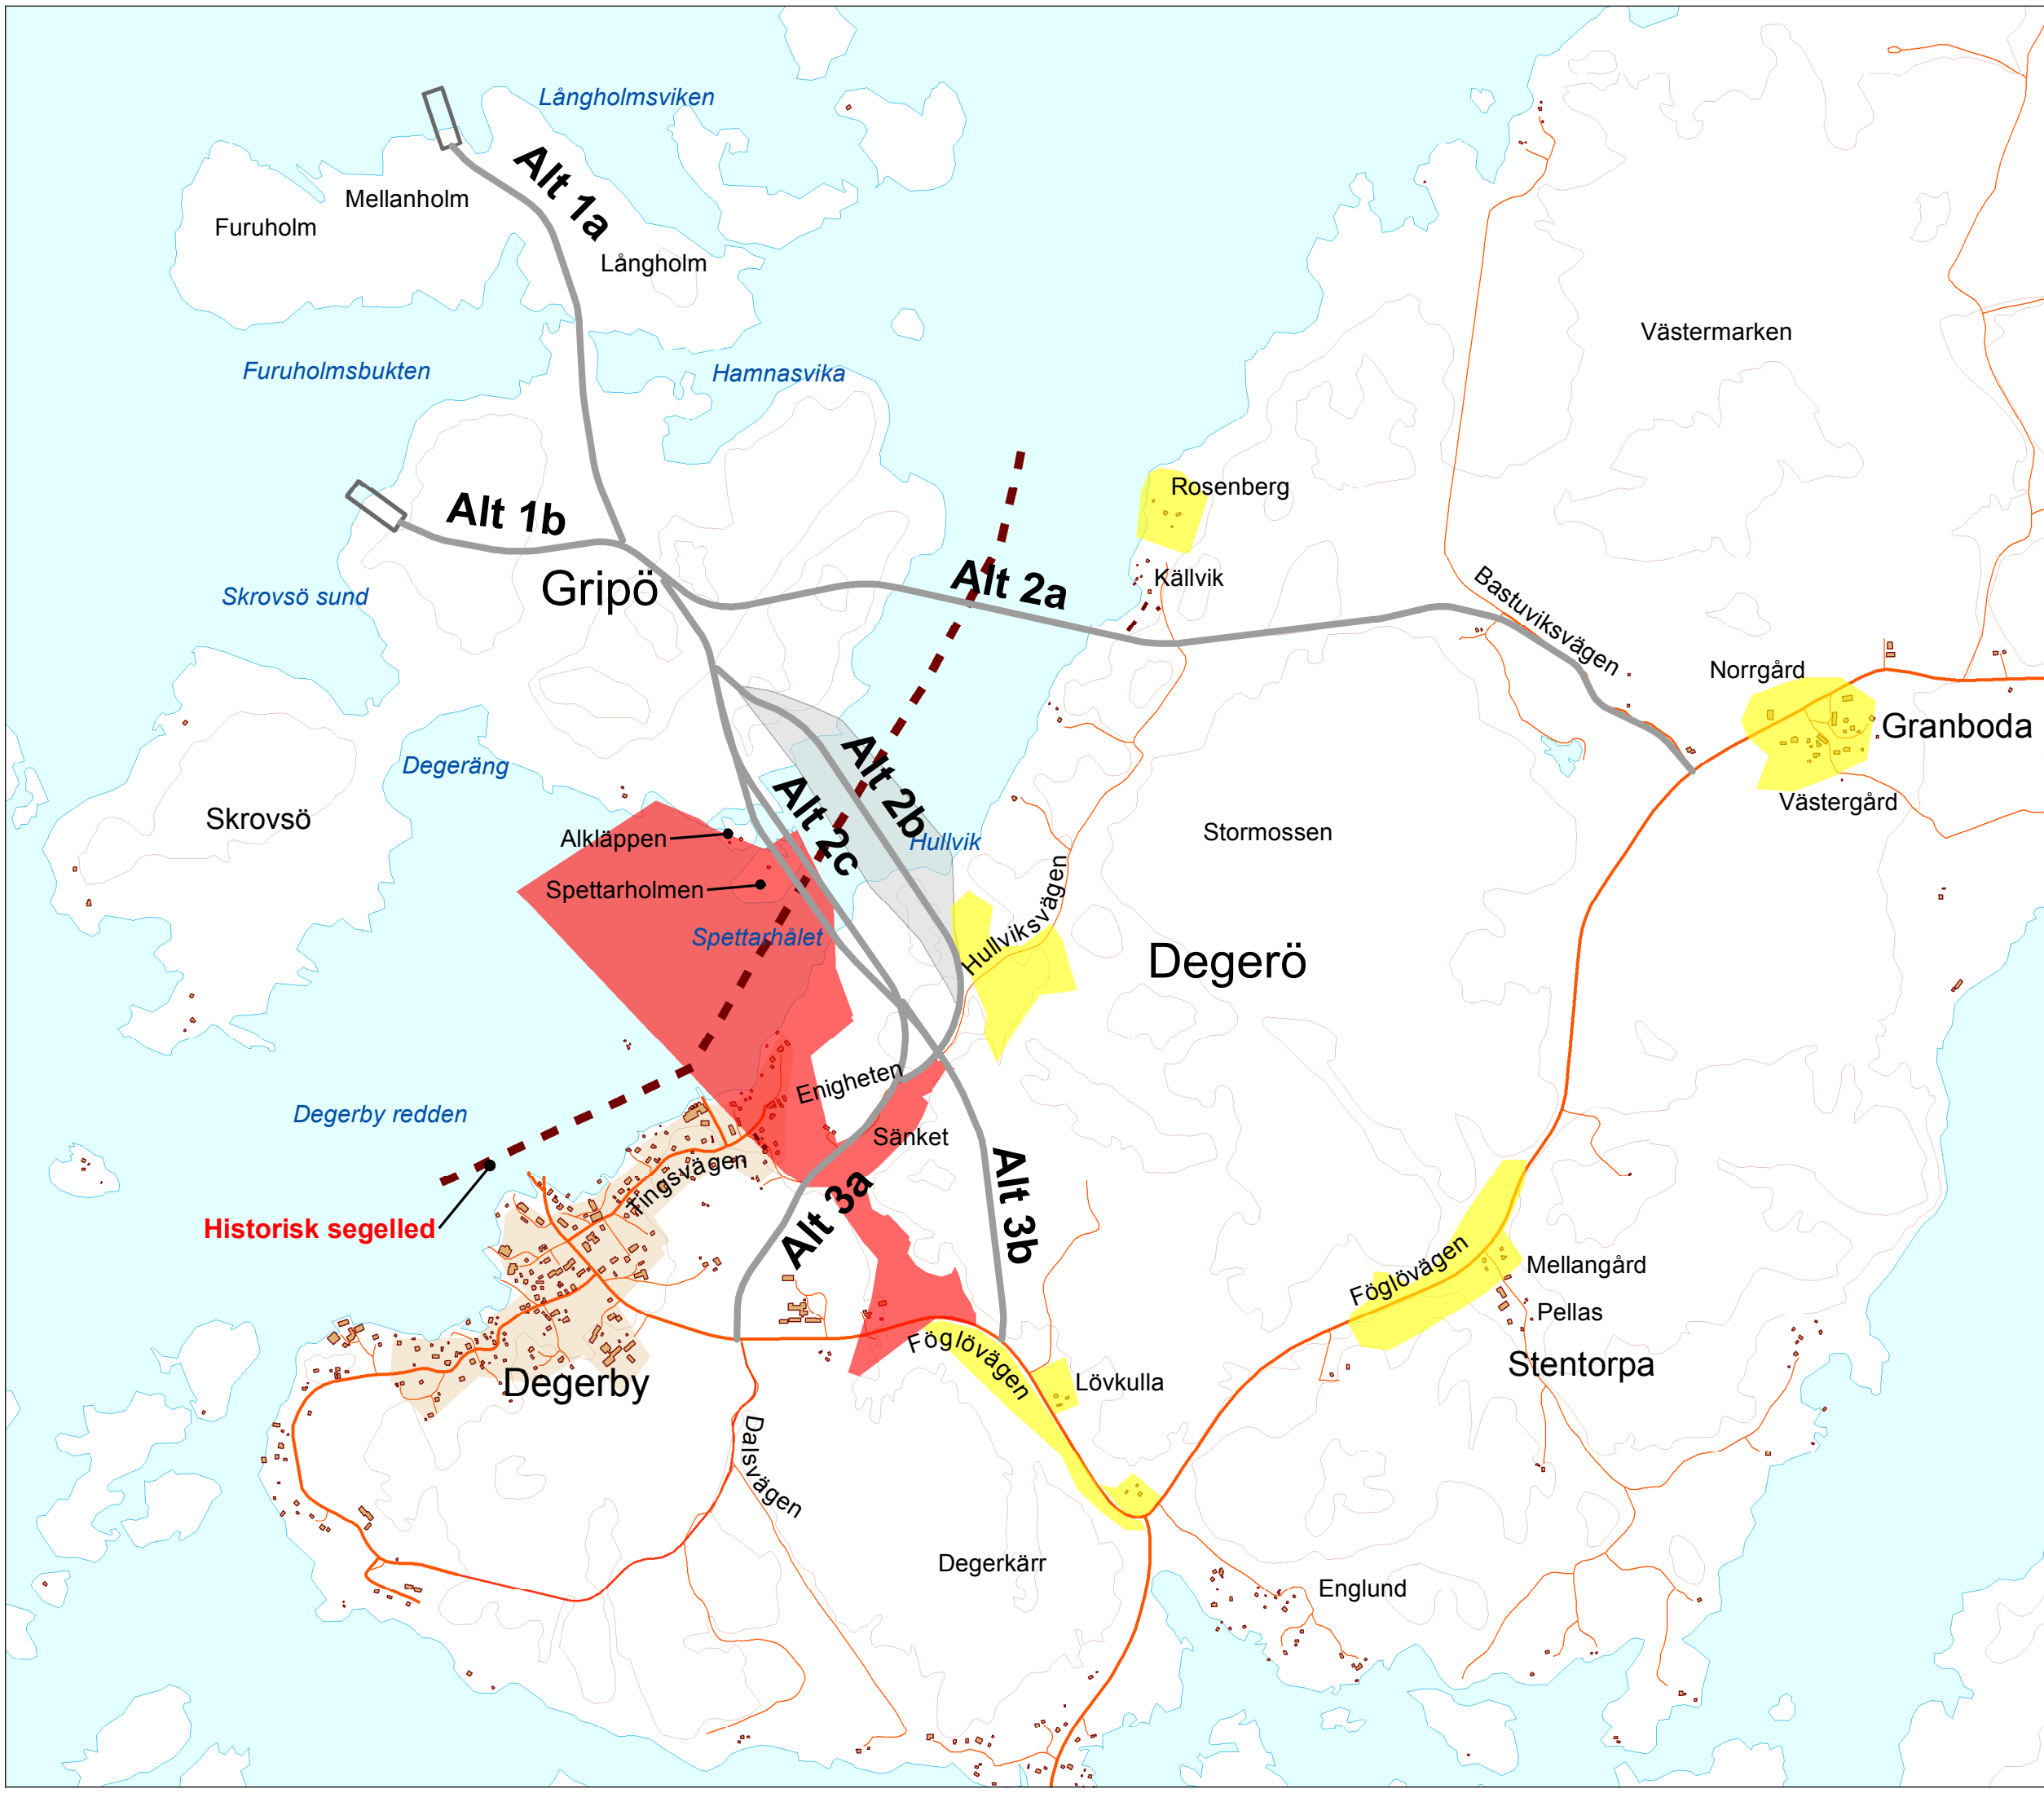 Långholmsviken
Alt 1a
Mellanholm
Furuholm
Långholm
Västermarken
Furuholmsbukten
Hamnasvika
Rosenberg
Alt 1b
Källvik
Alt 2a
Gripö
Skrovsö sund
Bastuviksvägen
Norrgård
Granboda
Degeräng
Alt 2b
Västergård
Skrovsö
Alt 2c
Stormossen
Alkläppen
Hullvik
Spettarholmen
Hullviksvägen
Spettarhålet
Degerö
Enigheten
Degerby redden
Sänket
Tingsvägen
Alt 3a
Alt 3b
Historisk segelled
Föglövägen
Mellangård
Pellas
Föglövägen
Stentorpa
Degerby
Lövkulla
Dalsvägen
Degerkärr
Englund